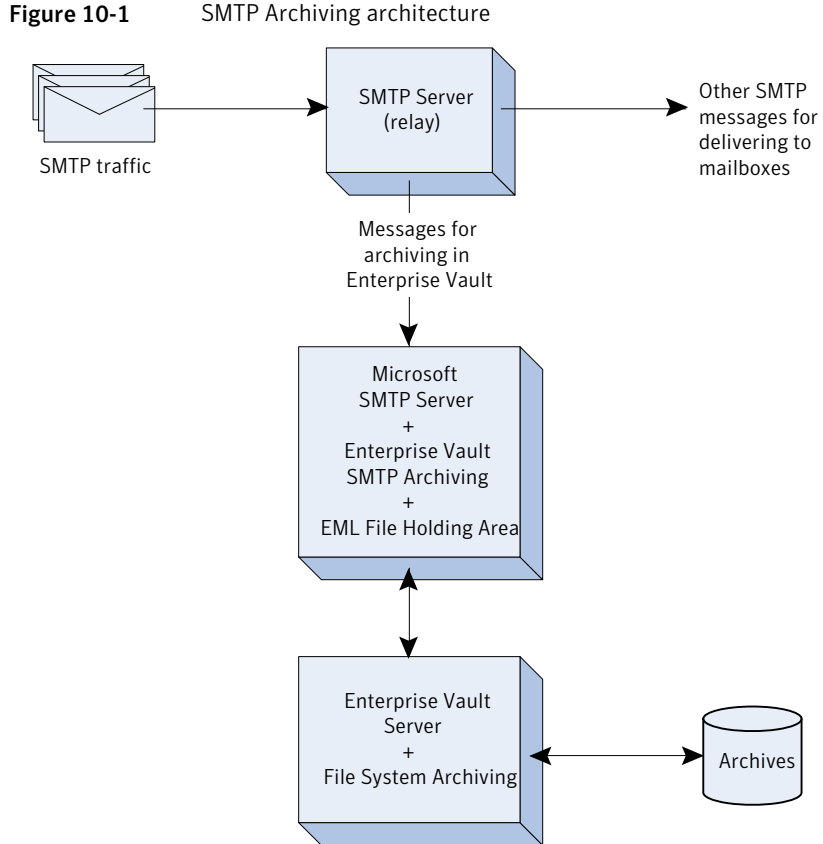 Figure 10-1 SMTP Archiving architecture
SMTP traffic
SMTP Server
(relay)
Other SMTP
messages for
delivering to
mailboxes
Messages for
archiving in
Enterprise Vault
Microsoft
SMTP Server
+
Enterprise Vault
SMTP Archiving
+
EML File Holding Area
Enterprise Vault
Server
+
File System Archiving
Archives